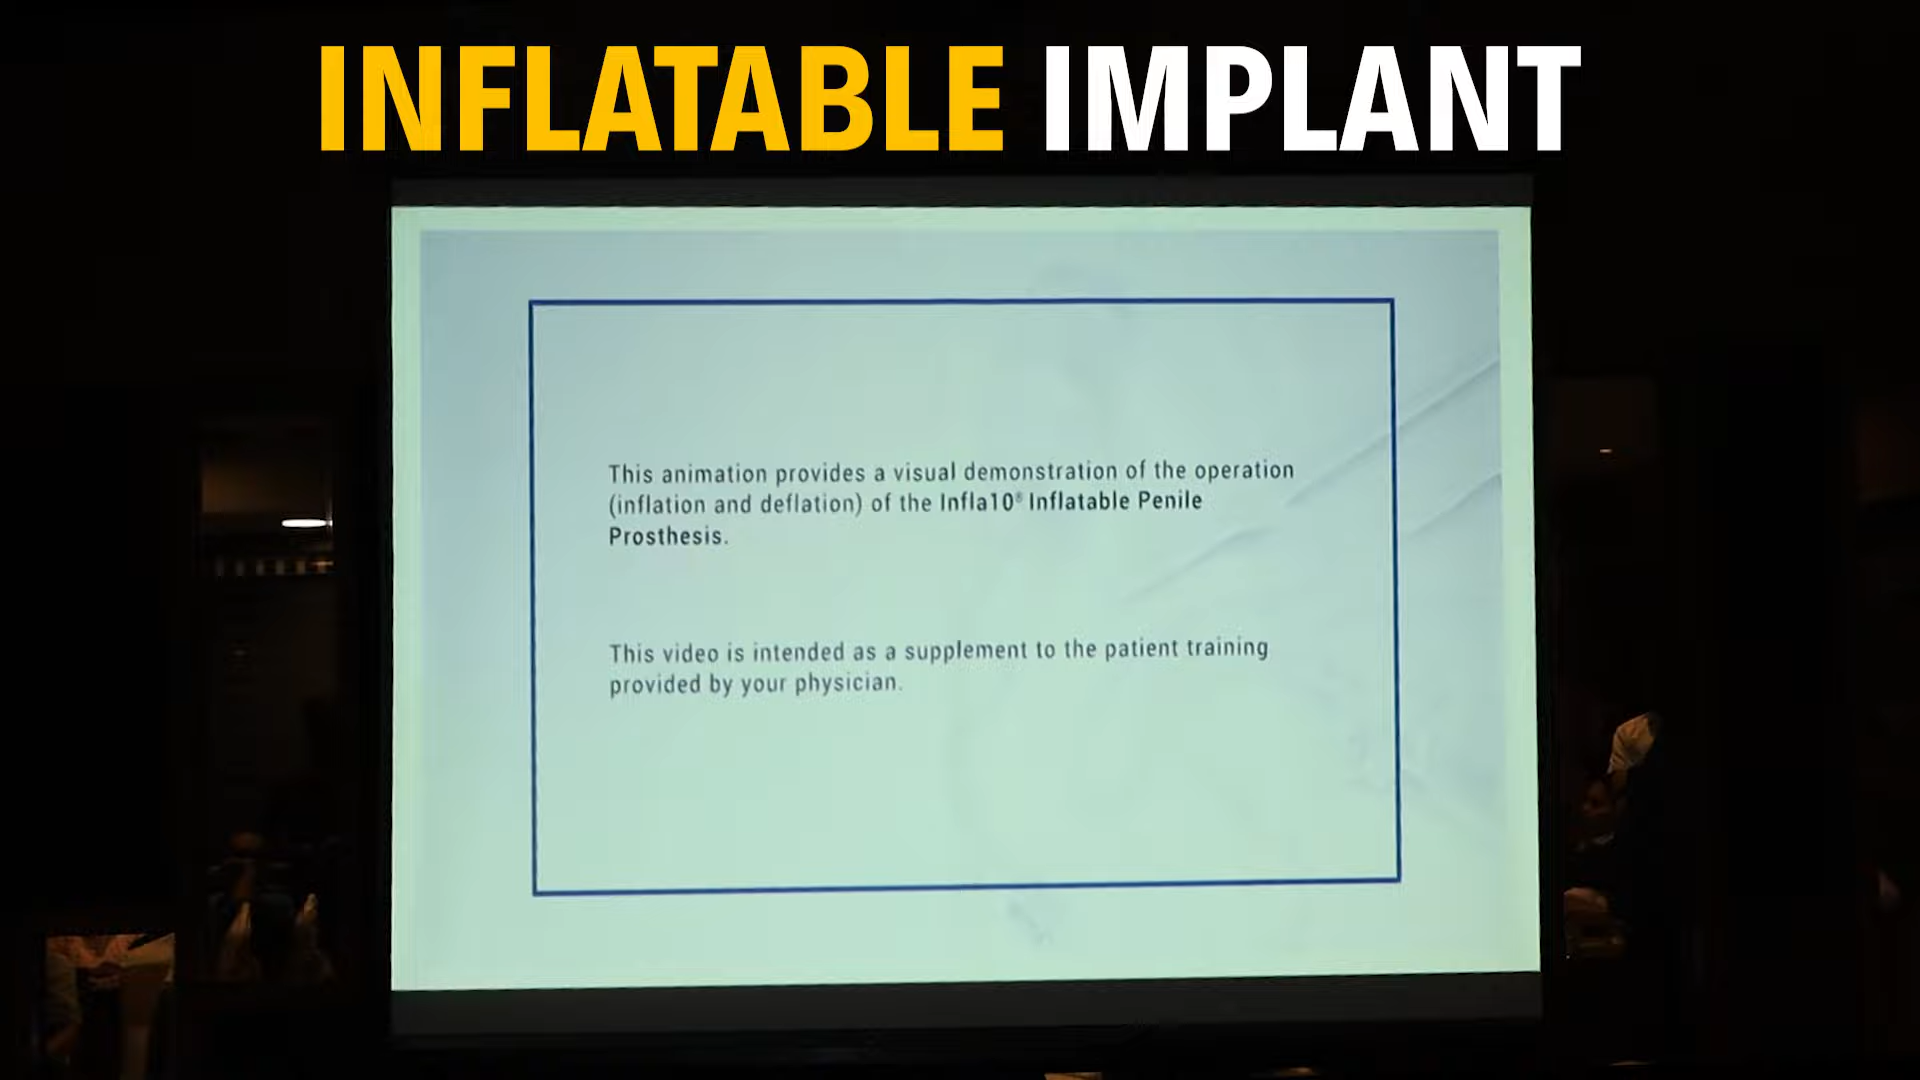 INFLATABLE IMPLANT
This animation provides a visual demonstration of the operation
(inflation and deflation) of the Infla10® Inflatable Penile
Prosthesis.
This video is intended as a supplement to the patient training
provided by your physician.